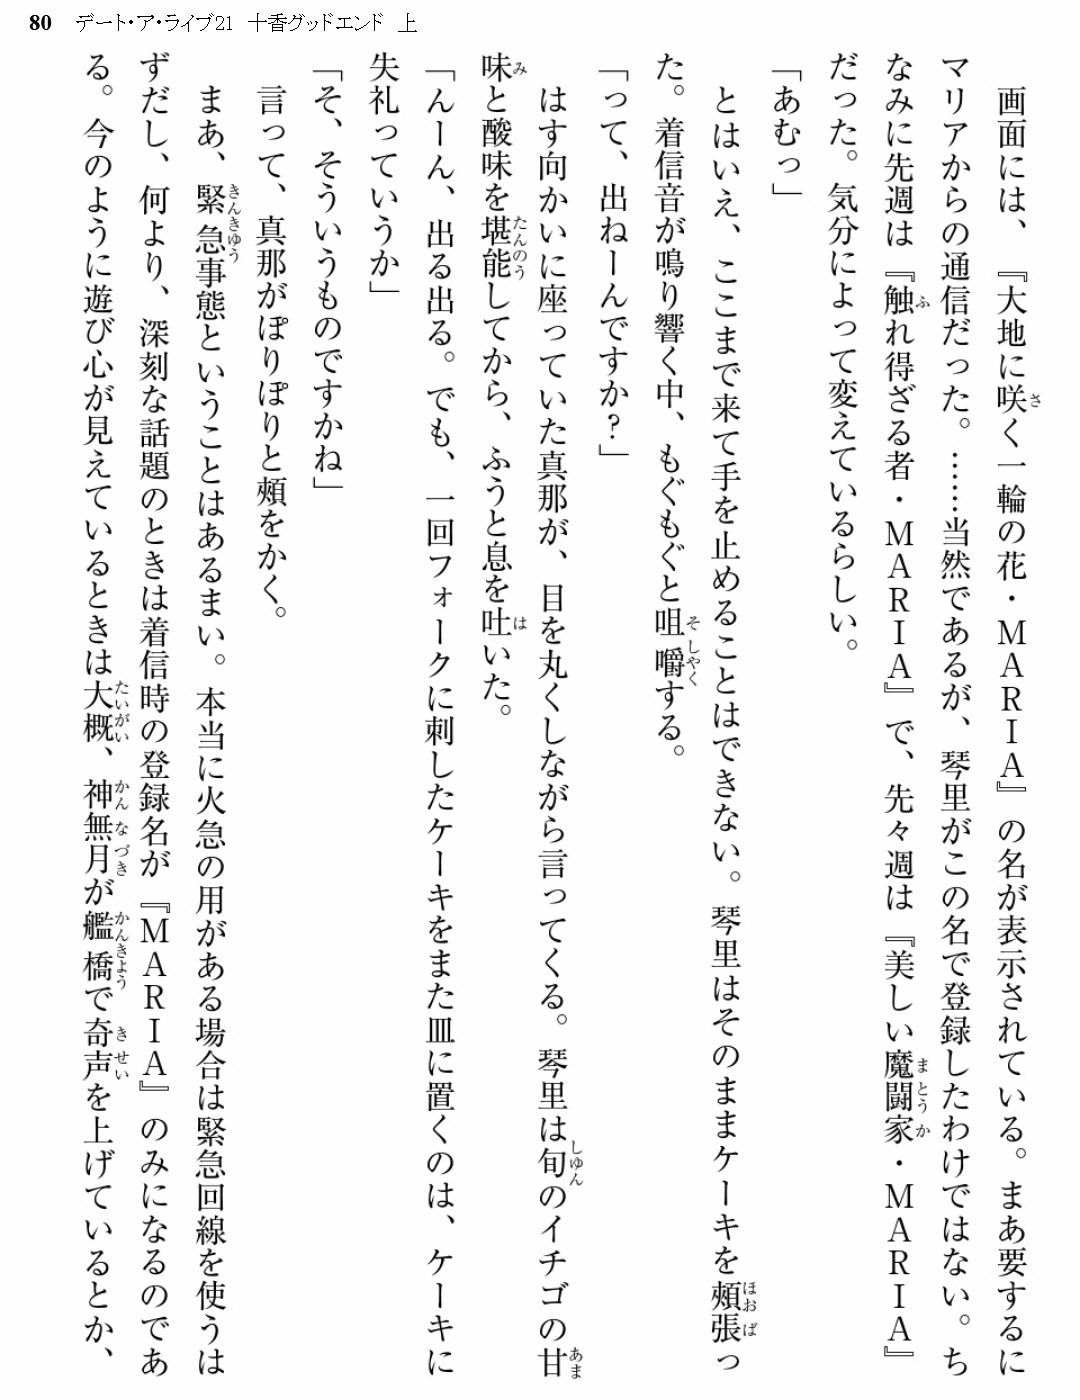 80 デート・ア・ライブ21 十香グッドエンド 上
画面には、『大地に咲く一輪の花・ＭＡＲＩＡ』の名が表示されている。まあ要するに
マリアからの通信だった。……当然であるが、琴里がこの名で登録したわけではない。ち
なみに先週は『触れ得ざる者・ＭＡＲＩＡ』で、先々週は『美しい魔闘家・ＭＡＲＩＡ』
だった。気分によって変えているらしい。
「あむっ」
とはいえ、ここまで来て手を止めることはできない。琴里はそのままケーキを頰張っ
た。着信音が鳴り響く中、もぐもぐと咀嚼する。
「って、出ねーんですか？」
はす向かいに座っていた真那が、目を丸くしながら言ってくる。琴里は旬のイチゴの甘
味と酸味を堪能してから、ふうと息を吐いた。
「んーん、出る出る。でも、一回フォークに刺したケーキをまた皿に置くのは、ケーキに
失礼っていうか」
「そ、そういうものですかね」
言って、真那がぽりぽりと頰をかく。
まあ、緊急事態ということはあるまい。本当に火急の用がある場合は緊急回線を使うは
ずだし、何より、深刻な話題のときは着信時の登録名が『ＭＡＲＩＡ』のみになるのであ
る。今のように遊び心が見えているときは大概、神無月が艦橋で奇声を上げているとか、